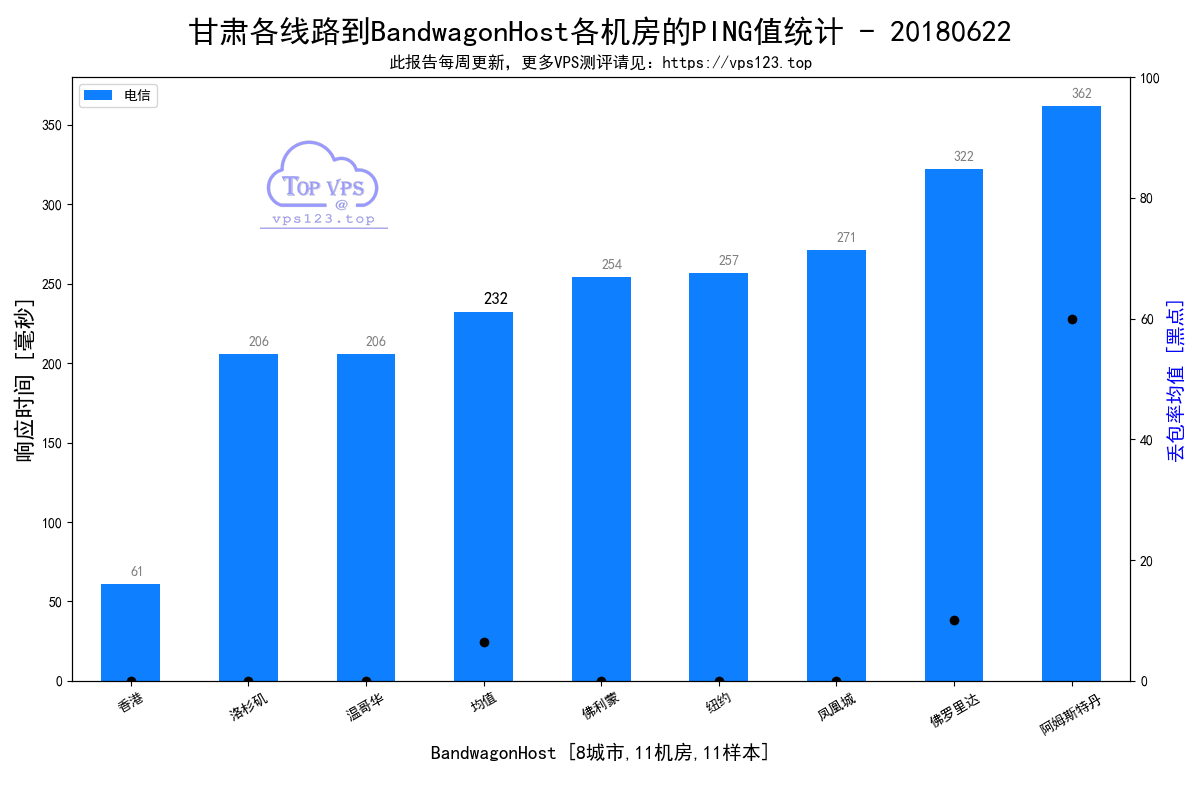 甘肃各线路到BandwagonHost各机房的PING值统计 - 20180622
此报告每周更新，更多VPS测评请见：https://vps123.top
电信
TOP VPS
@
vps123.top
响应时间 [毫秒]
350
300
250
200
150
100
50
0
61
206
206
232
254
257
271
322
362
100
80
60
40
20
0
丢包率均值 [黑点]
香港
洛杉矶
温哥华
均值
佛利蒙
纽约
凤凰城
佛罗里达
阿姆斯特丹
BandwagonHost [8城市,11机房,11样本]